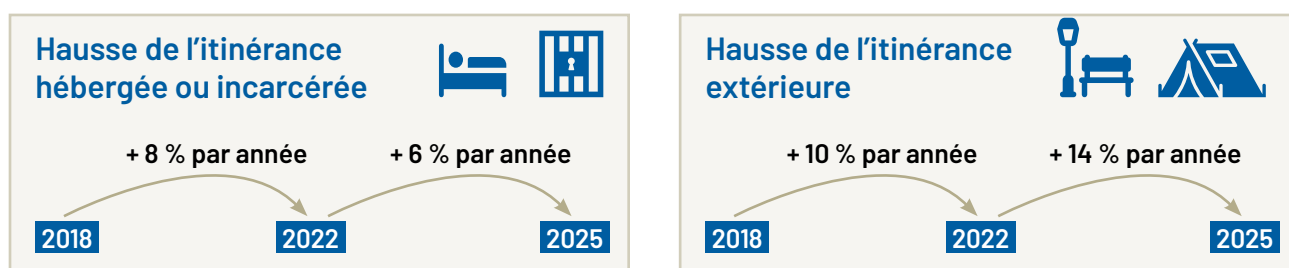 Hausse de l’itinérance
hébergée ou incarcérée
+ 8 % par année
+ 6 % par année
2018
2022
2025
Hausse de l’itinérance
extérieure
+ 10 % par année
+ 14 % par année
2018
2022
2025